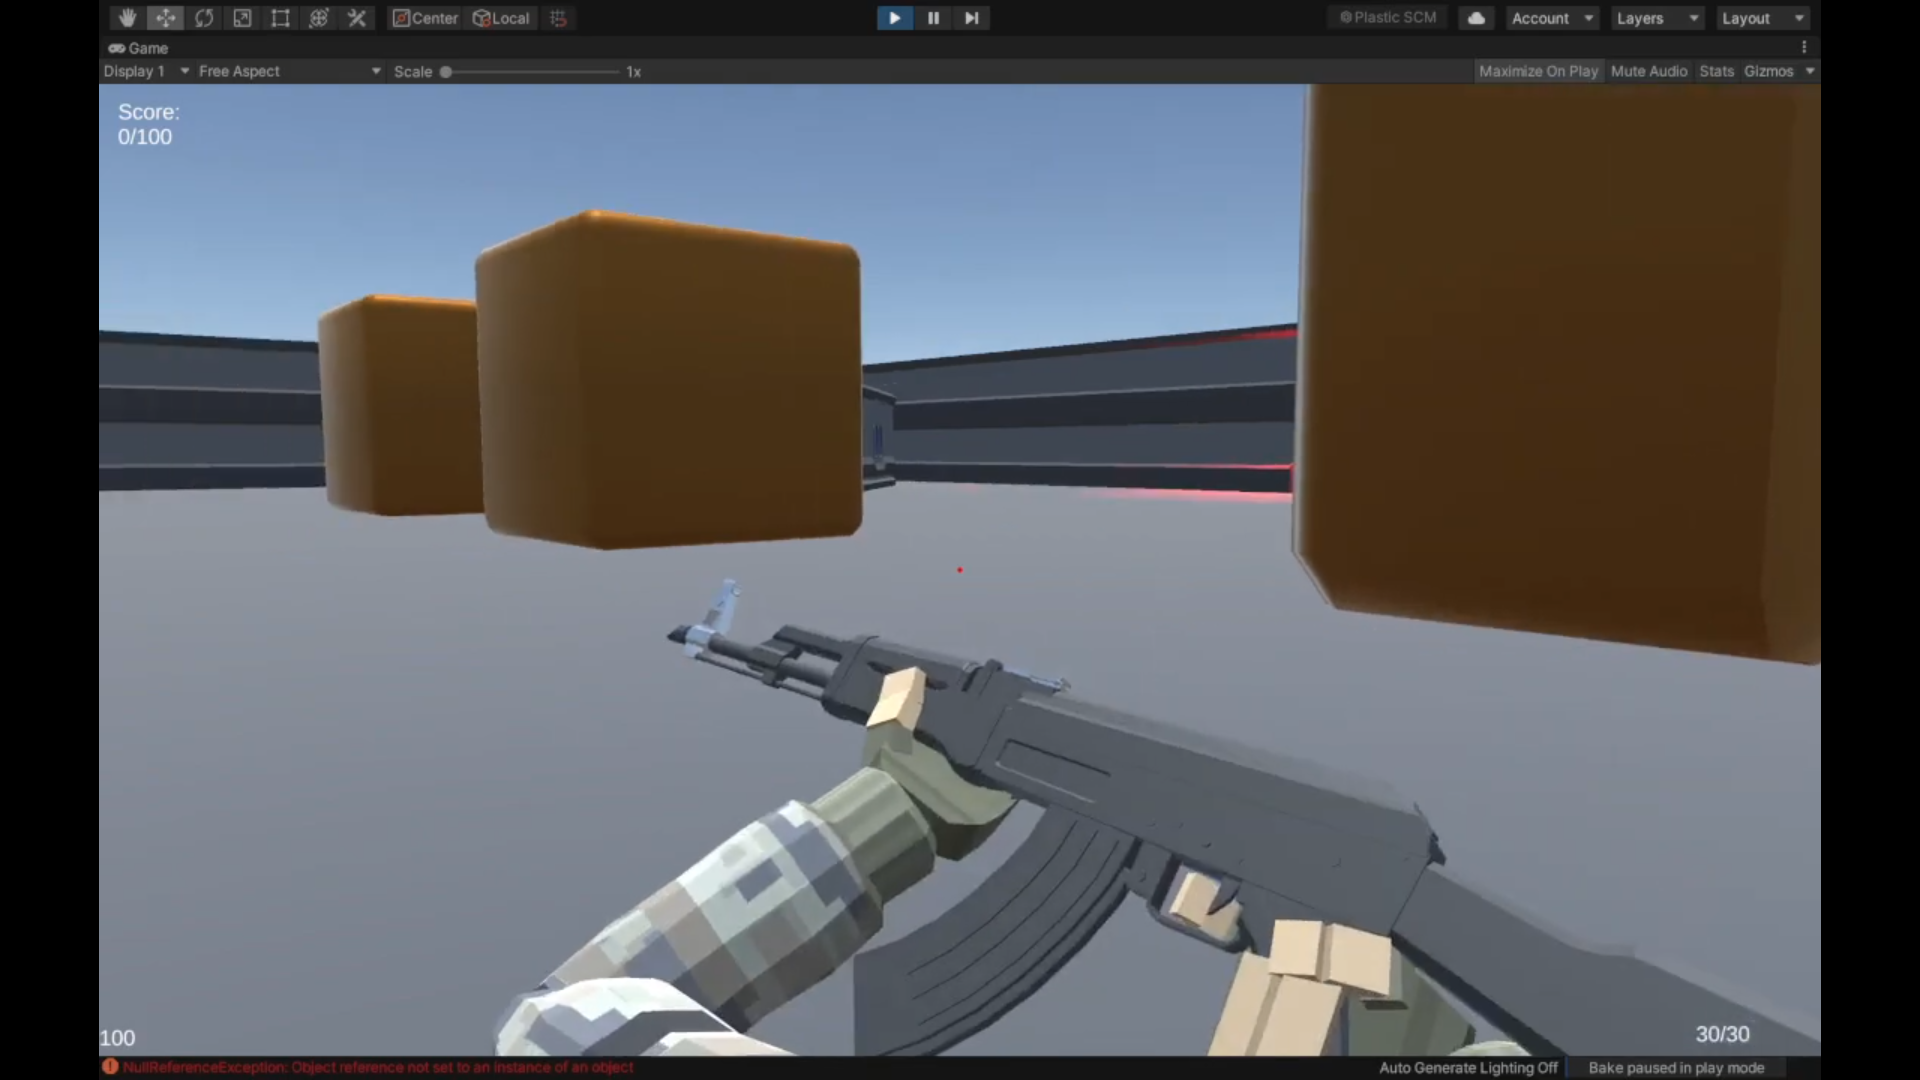 Center Local Plastic SCM Account Layers Layout
Game
Display 1 Free Aspect Scale 1x Maximize On Play Mute Audio Stats Gizmos
Score:
0/100
100 30/30
NullReferenceException: Object reference not set to an instance of an object Auto Generate Lighting Off Bake paused in play mode